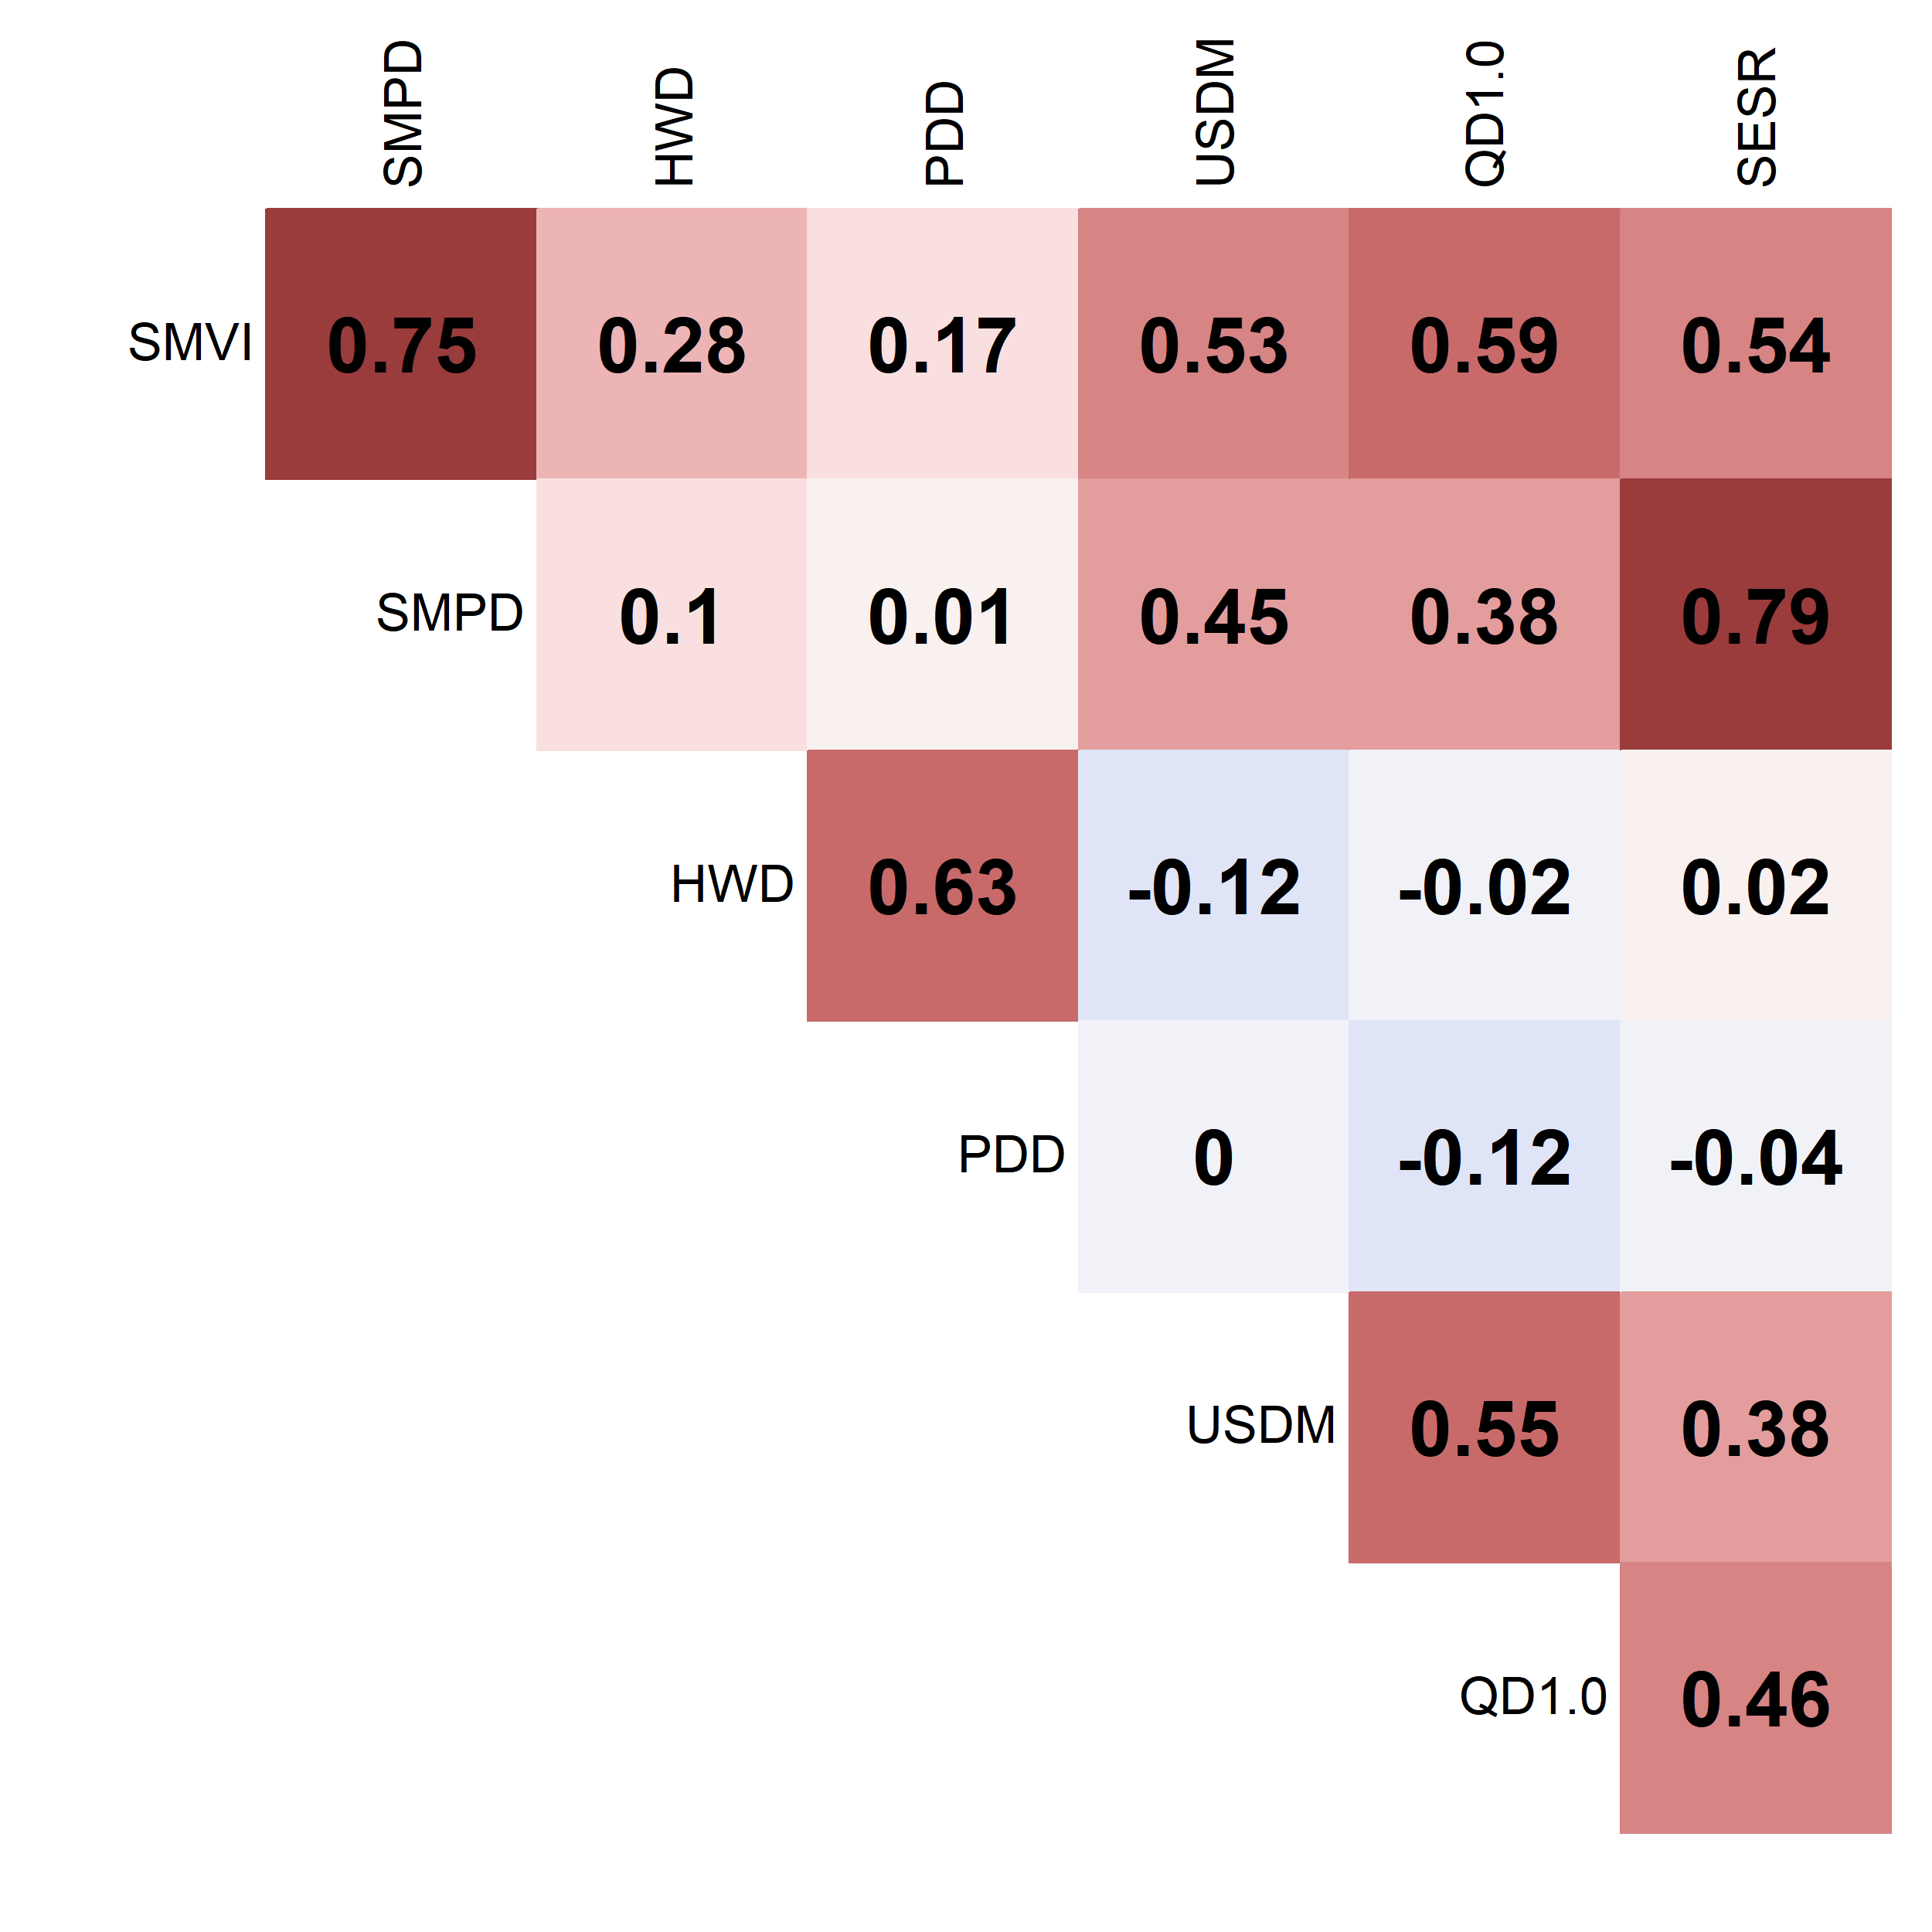 SMPD HWD PDD USDM QD1.0 SESR
SMVI 0.75 0.28 0.17 0.53 0.59 0.54
SMPD 0.1 0.01 0.45 0.38 0.79
HWD 0.63 -0.12 -0.02 0.02
PDD 0 -0.12 -0.04
USDM 0.55 0.38
QD1.0 0.46